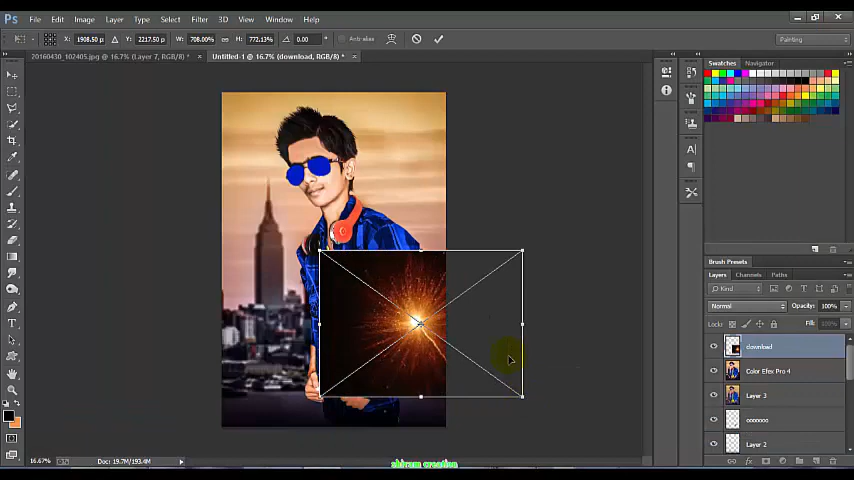 Ps File Edit Image Layer Type Select Filter 3D View Window Help
X: 1908.50 p Y: 2217.50 p W: 708.00% H: 772.13% 0.00 ° Anti-alias Painting
20160430_102405.jpg @ 16.7% (Layer 7, RGB/8) * × Untitled-1 @ 16.7% (download, RGB/8) * ×
Swatches Navigator
Brush Presets
Layers Channels Paths
Kind
Normal Opacity: 100%
Lock: Fill: 100%
download
Color Efex Pro 4
Layer 3
ooooooo
Layer 2
16.67% Doc: 19.7M/193.4M
shivam creation